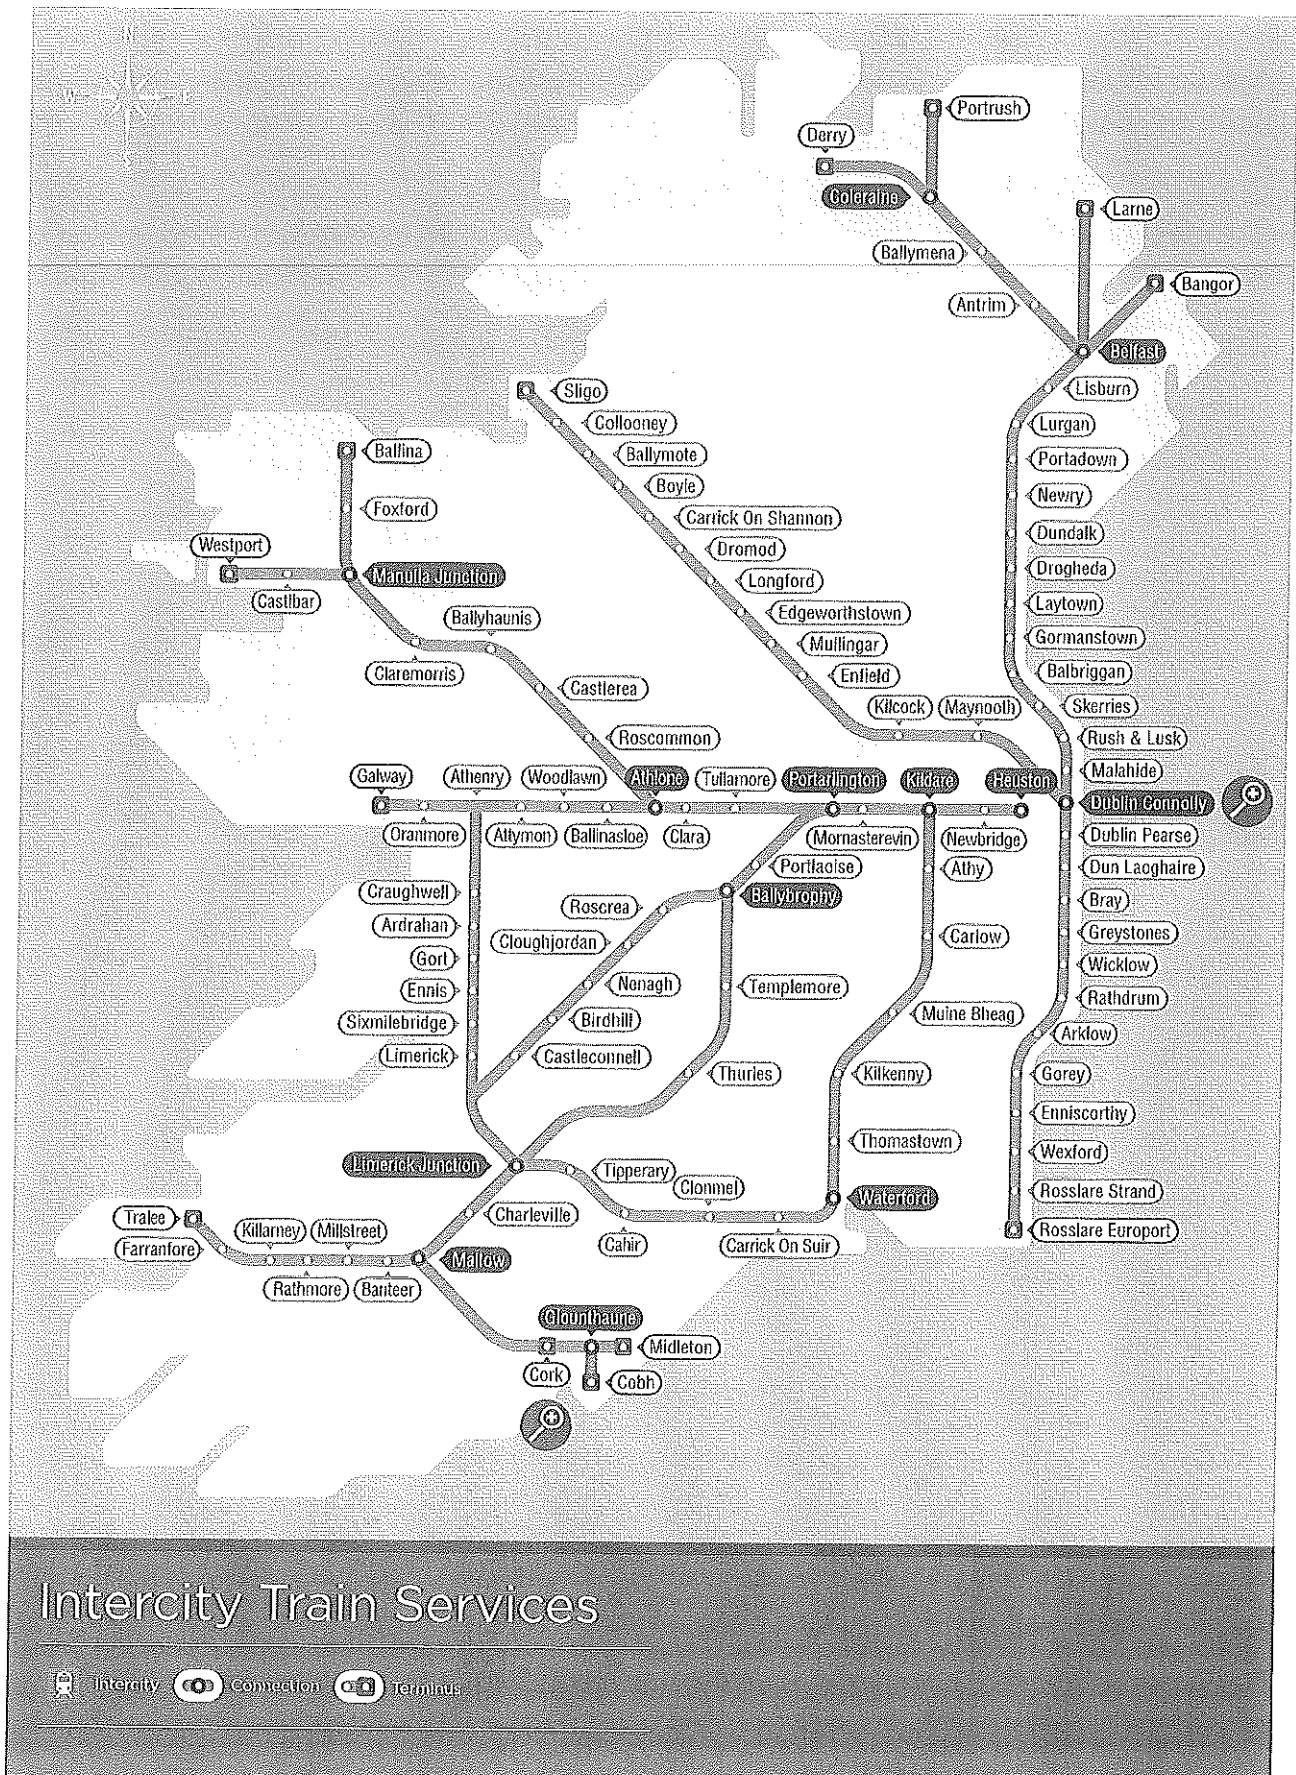 W
E
Portrush
Derry
Coleraine
Larne
Ballymena
Bangor
Antrim
Belfast
Lisburn
Sligo
Collooney
Lurgan
Ballina
Ballymote
Portadown
Boyle
Newry
Foxford
Carrick On Shannon
Dundalk
Westport
Dromod
Drogheda
Manulla Junction
Longford
Castlbar
Laytown
Ballyhaunis
Edgeworthstown
Gormanstown
Mullingar
Claremorris
Enfield
Balbriggan
Castlerea
Kilcock
Maynooth
Skerries
Roscommon
Rush & Lusk
Malahide
Galway
Athenry
Woodlawn
Athlone
Tullamore
Portarlington
Kildare
Heuston
Dublin Connolly
Oranmore
Attymon
Ballinasloe
Clara
Mornasterevin
Newbridge
Dublin Pearse
Portlaoise
Athy
Dun Laoghaire
Craughwell
Ballybrophy
Roscrea
Bray
Ardrahan
Cloughjordan
Carlow
Greystones
Gort
Wicklow
Ennis
Nenagh
Templemore
Rathdrum
Sixmilebridge
Birdhill
Muine Bheag
Arklow
Limerick
Castleconnell
Thurles
Kilkenny
Gorey
Enniscorthy
Thomastown
Wexford
Limerick Junction
Tipperary
Clonmel
Waterford
Rosslare Strand
Tralee
Charleville
Killarney
Millstreet
Farranfore
Cahir
Carrick On Suir
Rosslare Europort
Mallow
Rathmore
Banteer
Glounthaune
Midleton
Cork
Cobh
Intercity Train Services
Intercity
Connection
Terminus